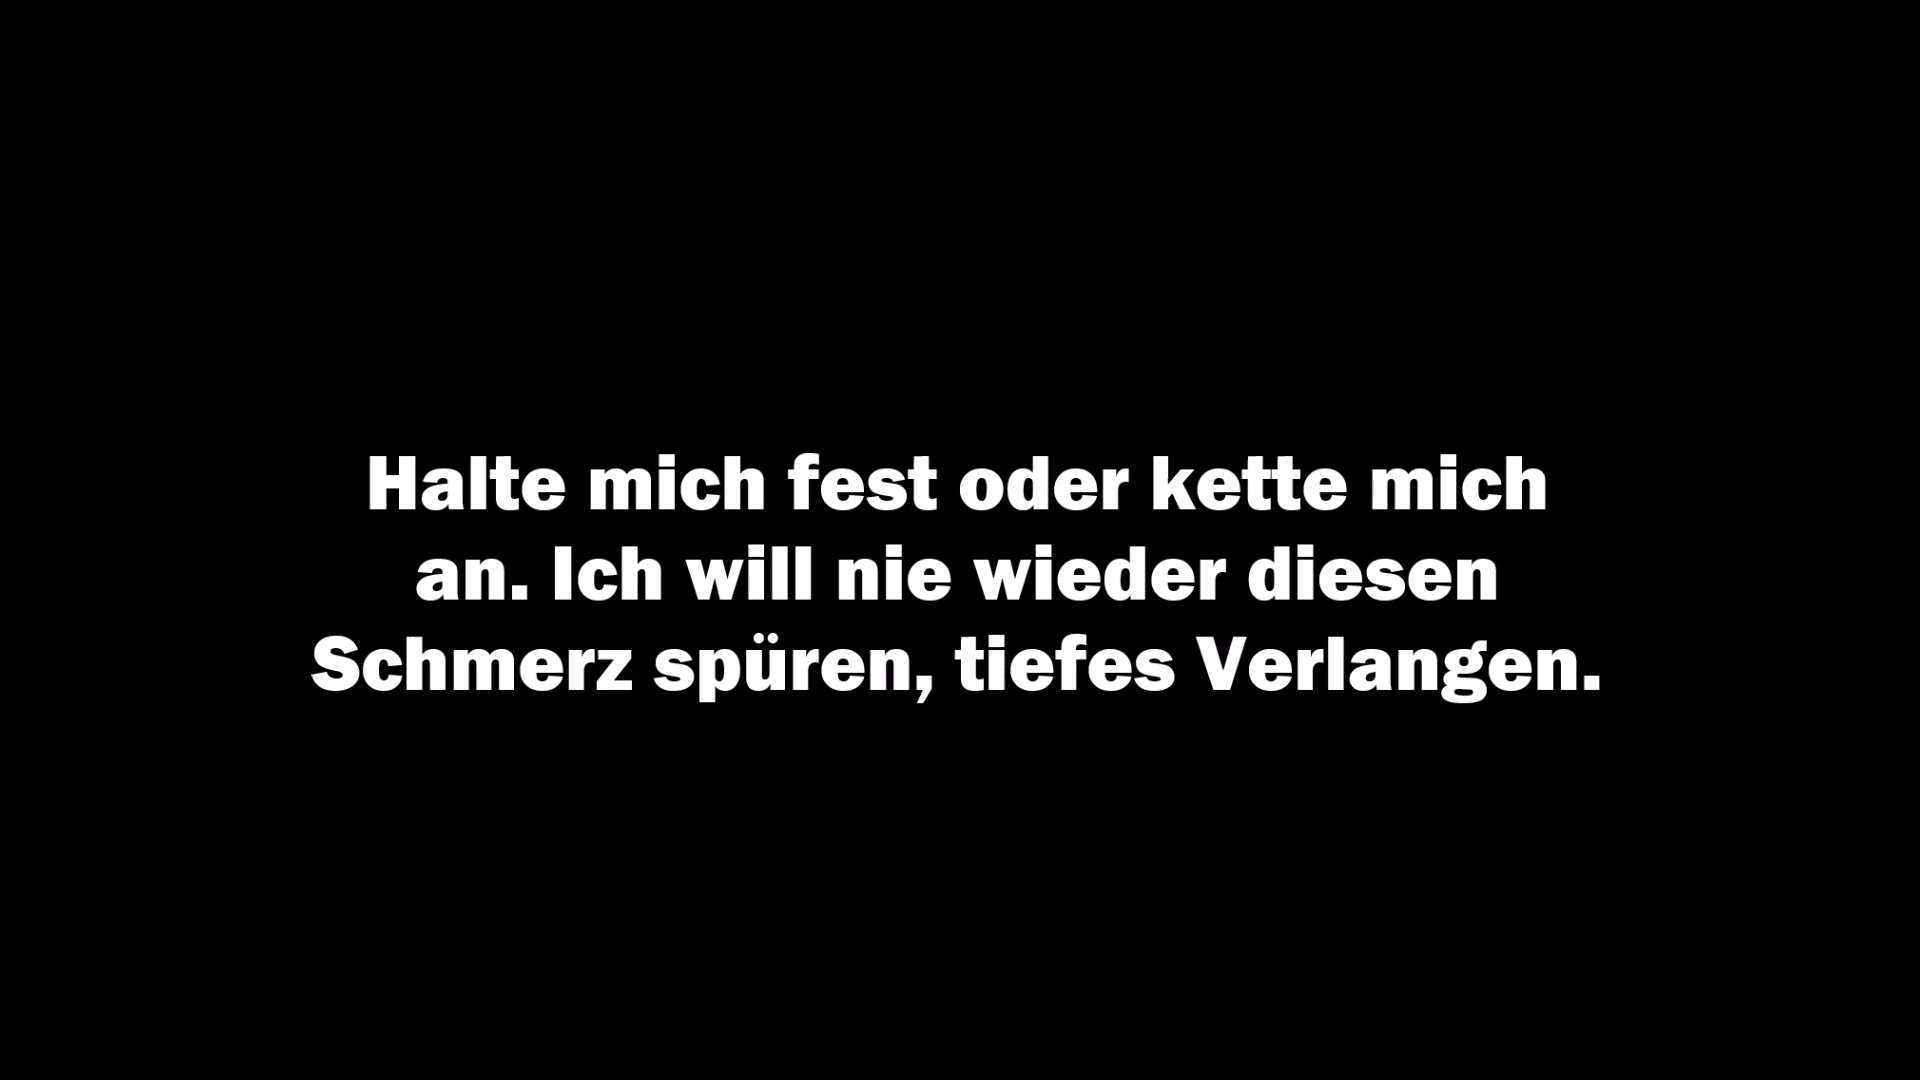 Halte mich fest oder kette mich
an. Ich will nie wieder diesen
Schmerz spüren, tiefes Verlangen.